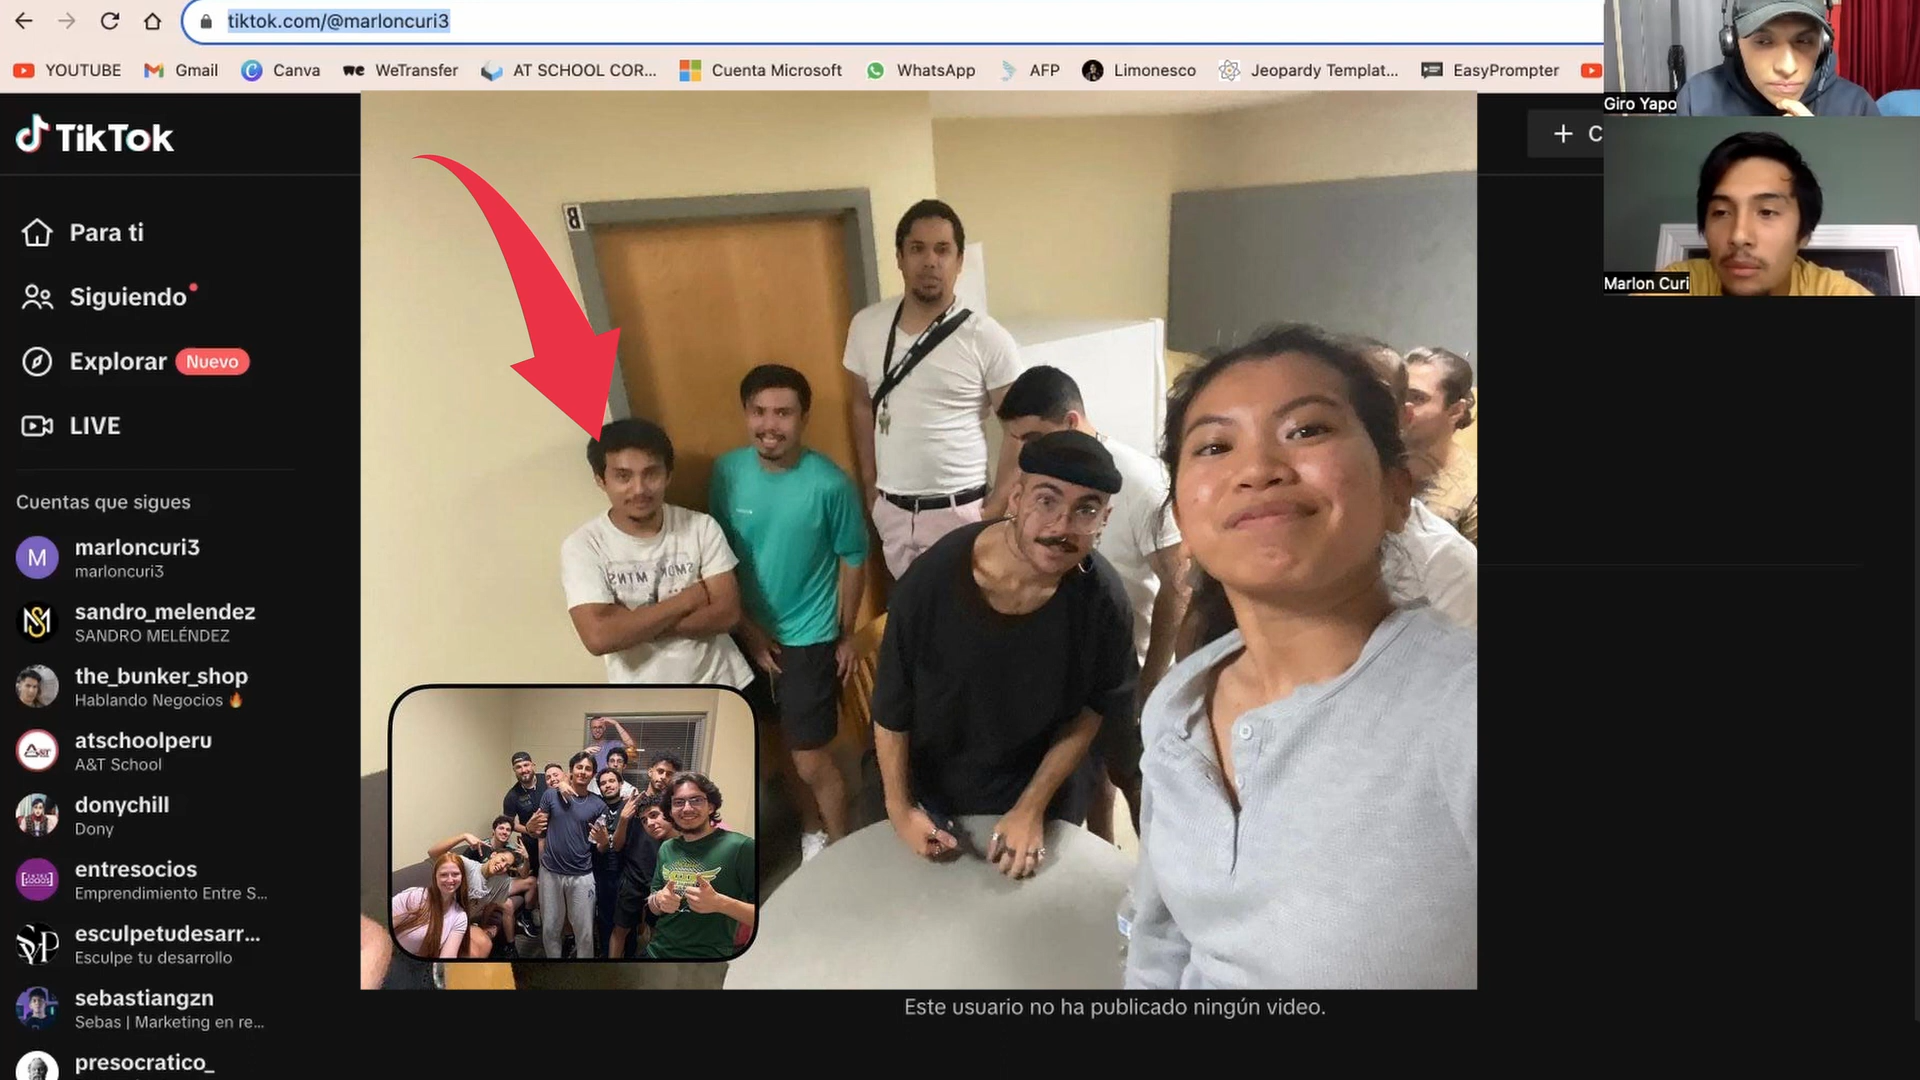 tiktok.com/@marloncuri3
YOUTUBE
Gmail
Canva
WeTransfer
AT SCHOOL COR...
Cuenta Microsoft
WhatsApp
AFP
Limonesco
Jeopardy Templat...
EasyPrompter
Giro Yapo
Marlon Curi
TikTok
+ C
Para ti
Siguiendo
Explorar Nuevo
LIVE
Cuentas que sigues
M
marloncuri3
marloncuri3
sandro_melendez
SANDRO MELÉNDEZ
the_bunker_shop
Hablando Negocios 🔥
atschoolperu
A&T School
donychill
Dony
entresocios
Emprendimiento Entre S...
esculpetudesarr...
Esculpe tu desarrollo
sebastiangzn
Sebas | Marketing en re...
presocratico_
B
SMOKY MTNS
Este usuario no ha publicado ningún video.